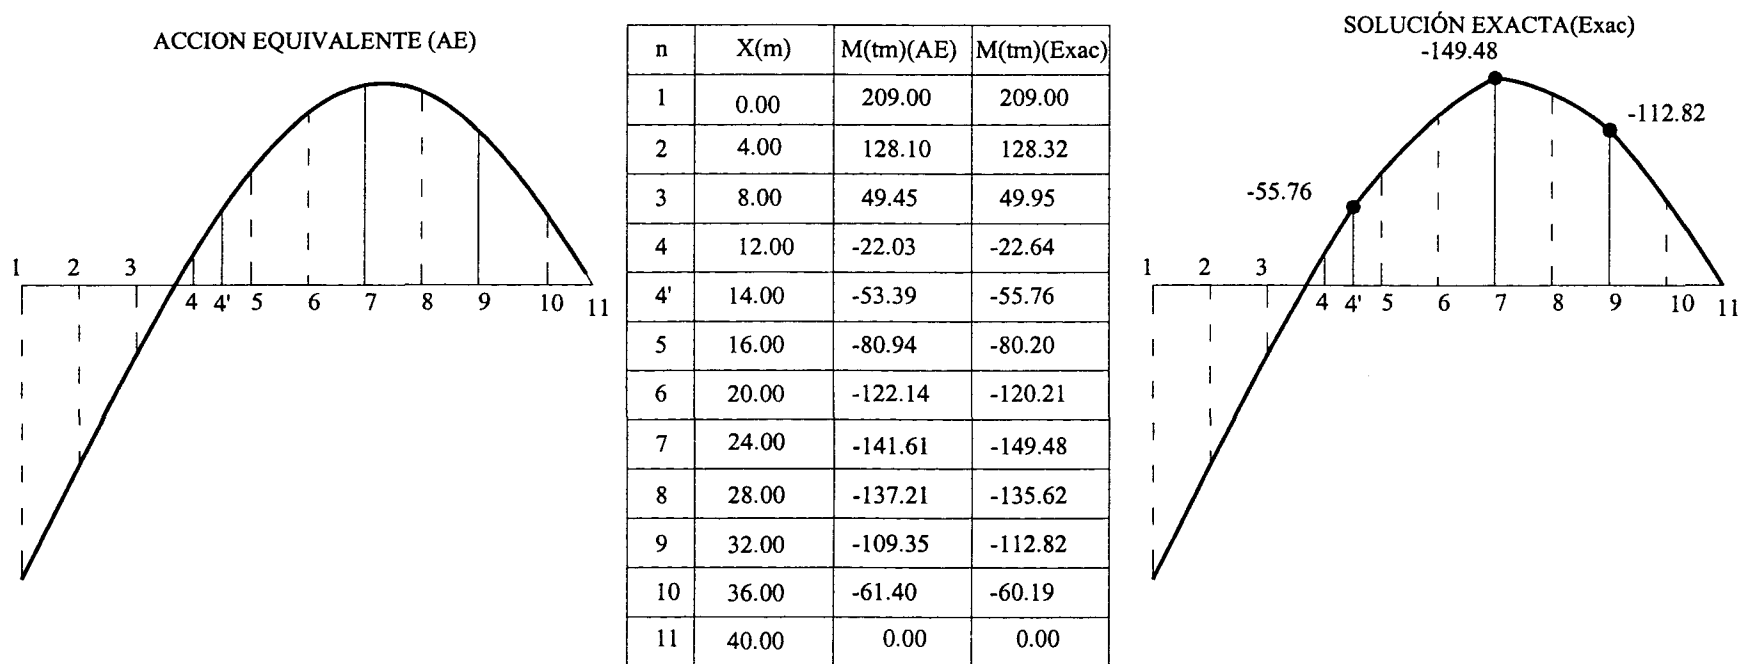 ACCION EQUIVALENTE (AE)
1 2 3
4 4' 5 6 7 8 9 10 11
n X(m) M(tm)(AE) M(tm)(Exac)
1 0.00 209.00 209.00
2 4.00 128.10 128.32
3 8.00 49.45 49.95
4 12.00 -22.03 -22.64
4' 14.00 -53.39 -55.76
5 16.00 -80.94 -80.20
6 20.00 -122.14 -120.21
7 24.00 -141.61 -149.48
8 28.00 -137.21 -135.62
9 32.00 -109.35 -112.82
10 36.00 -61.40 -60.19
11 40.00 0.00 0.00
SOLUCIÓN EXACTA(Exac)
-149.48
-112.82
-55.76
1 2 3
4 4' 5 6 7 8 9 10 11